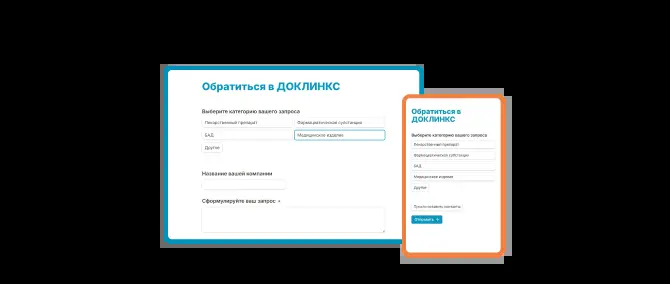 Обратиться в ДОКЛИНКС
Выберите категорию вашего запроса
Лекарственный препарат
Фармацевтическая субстанция
БАД
Медицинское изделие
Другое
Название вашей компании
Сформулируйте ваш запрос *
Обратиться в
ДОКЛИНКС
Выберите категорию вашего запроса
Лекарственный препарат
Фармацевтическая субстанция
БАД
Медицинское изделие
Другое
оставить контакты
Отправить →